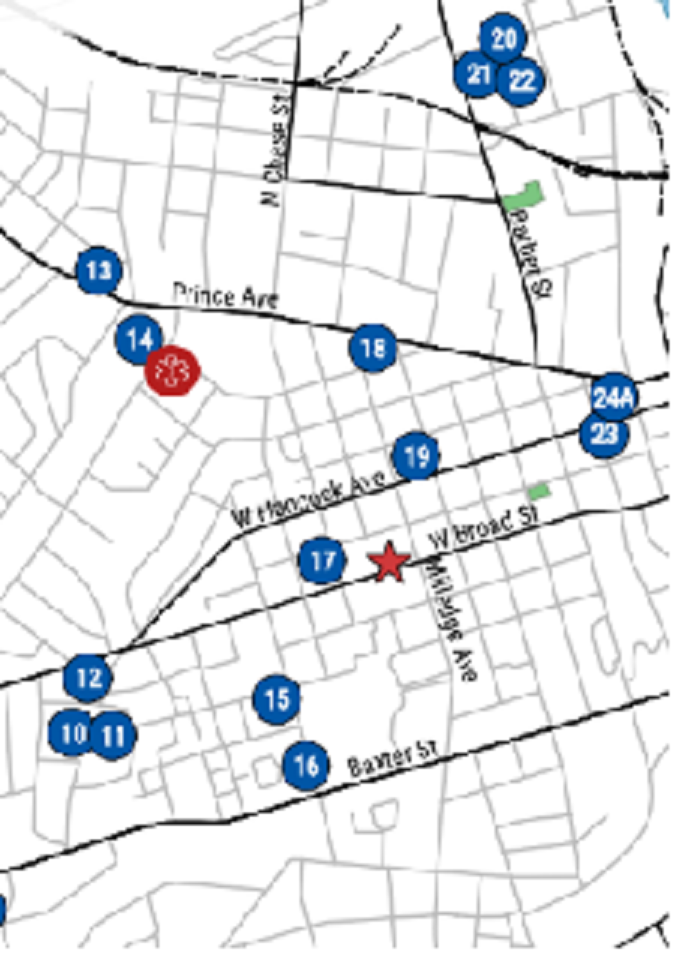 20
21
22
N Chase St
Barber St
13
Prince Ave
14
18
24A
23
19
W Hancock Ave
W Broad St
17
Milledge Ave
12
15
10
11
16
Baxter St